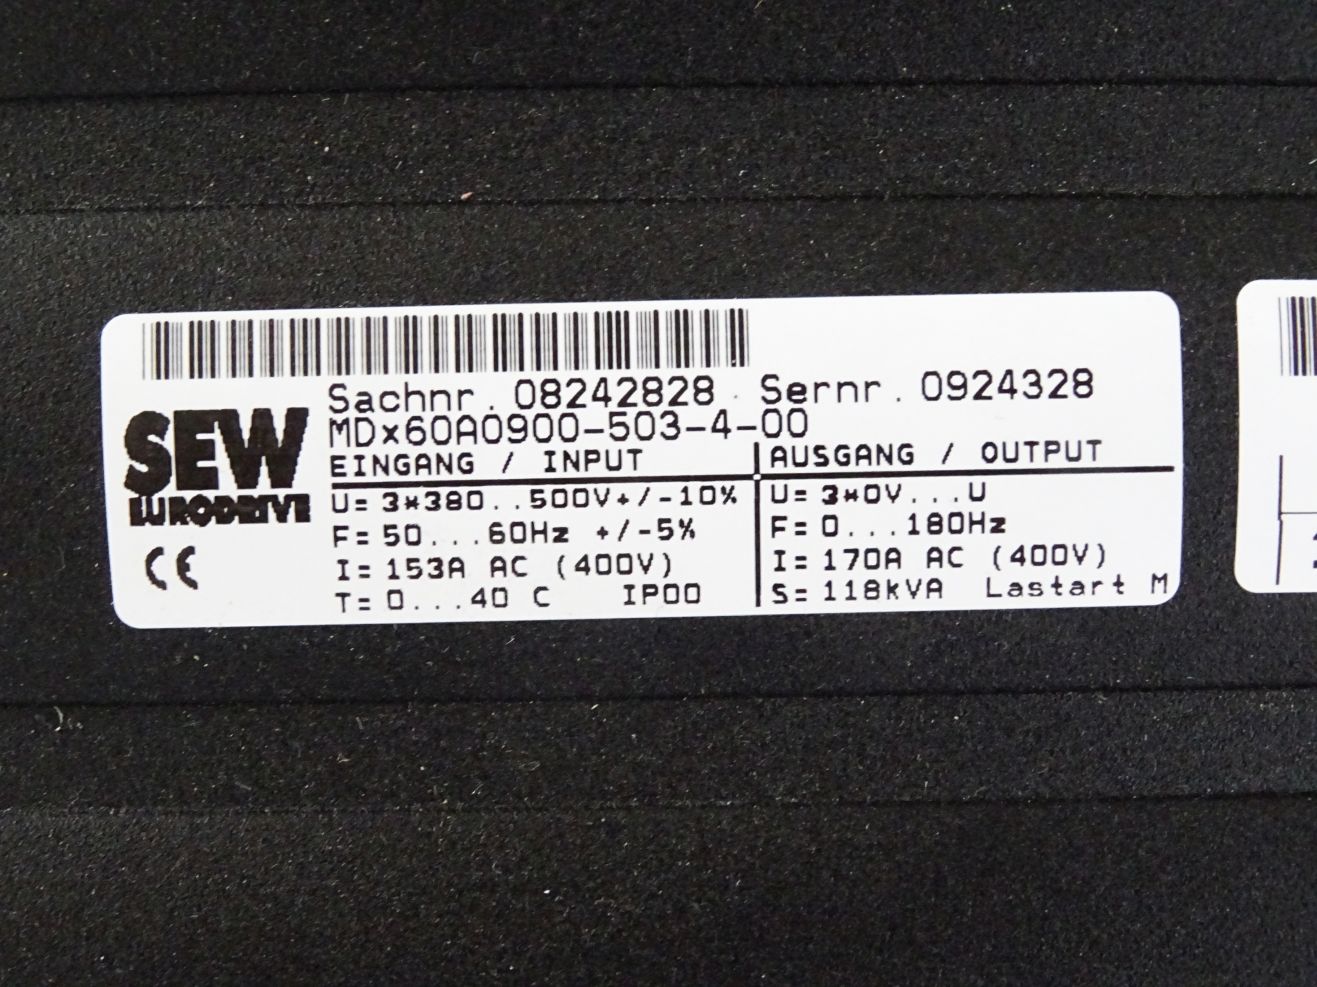 Sachnr. 08242828 Sernr. 0924328
SEW
EURODRIVE
MDx60A0900-503-4-00
EINGANG / INPUT
U= 3*380..500V+/-10%
F= 50...60Hz +/-5%
I= 153A AC (400V)
T= 0...40 C IP00
AUSGANG / OUTPUT
U= 3*0V...U
F= 0...180Hz
I= 170A AC (400V)
S= 118kVA Lastart M
CE